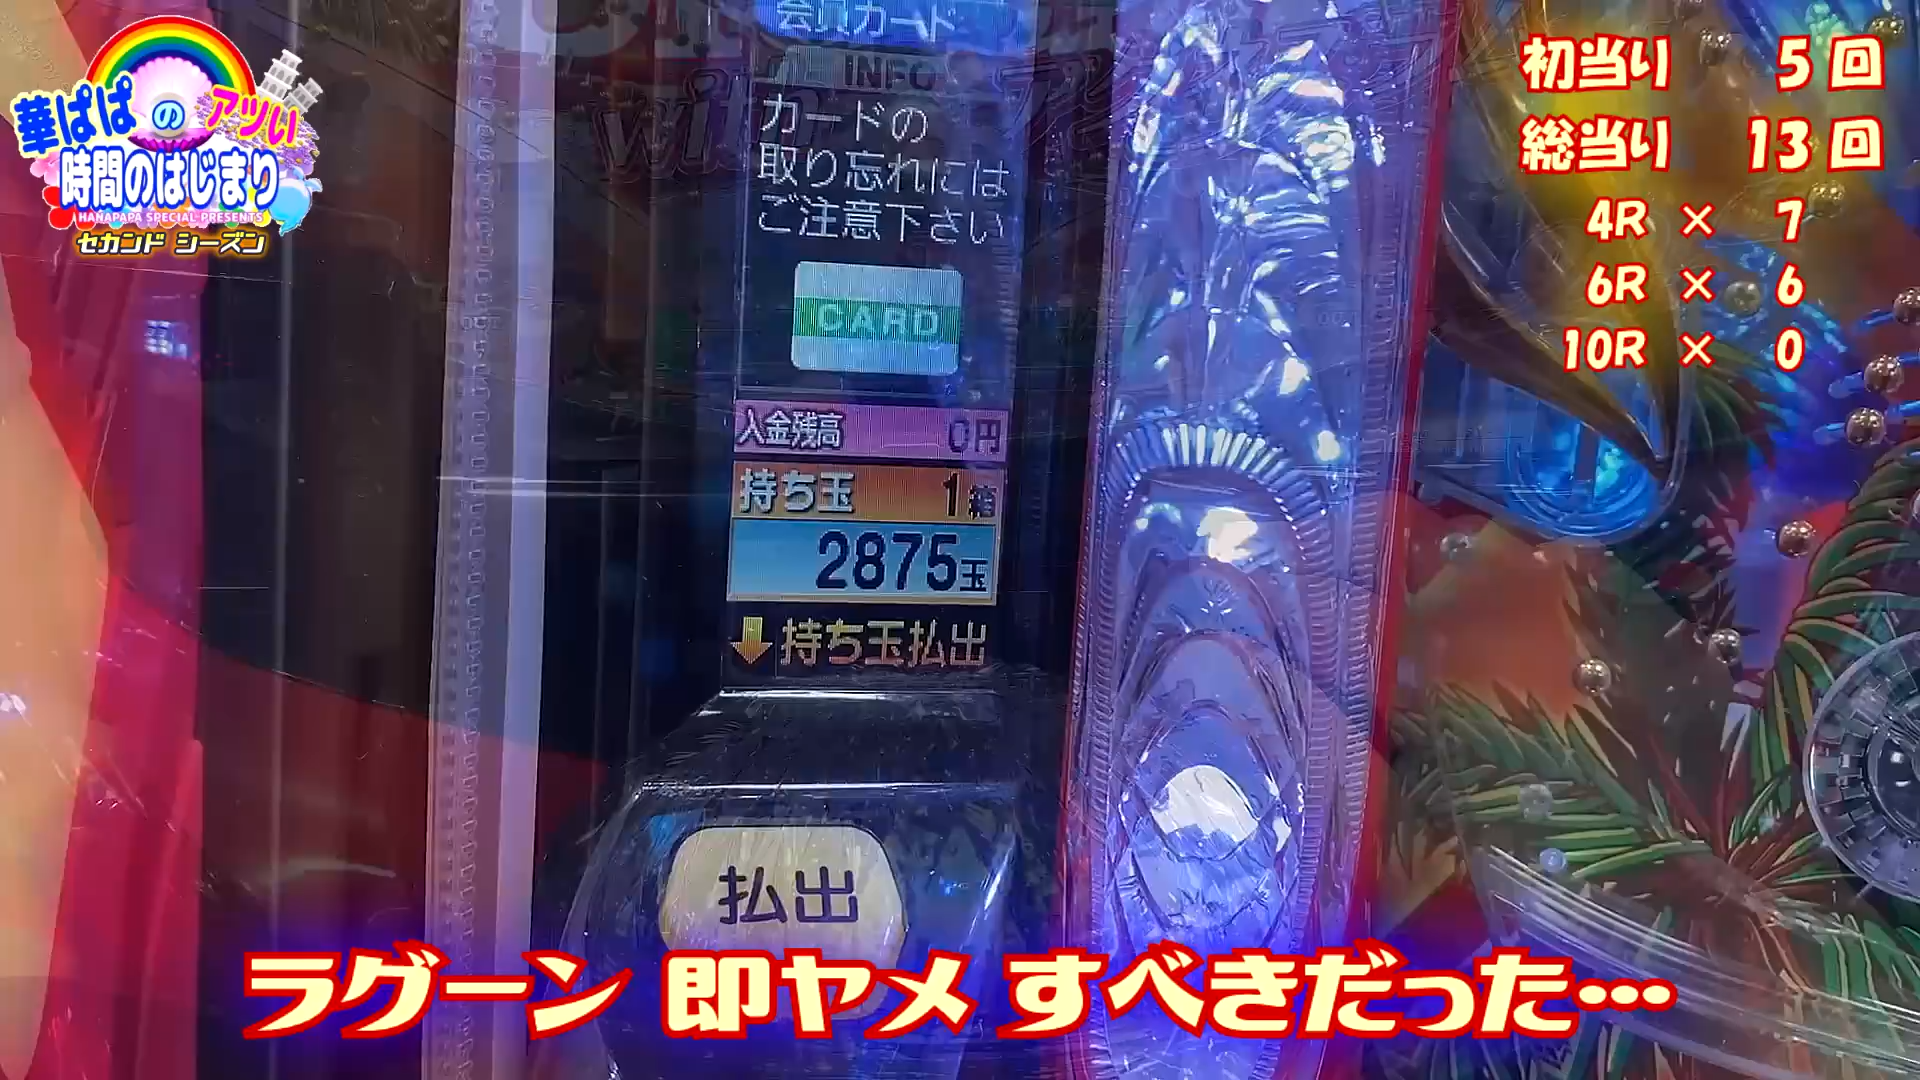 華ぱぱのアツい
時間のはじまり
HANAPAPA SPECIAL PRESENTS
セカンド シーズン
初当り 5回
総当り 13回
4R × 7
6R × 6
10R × 0
会員カード
INFO
カードの
取り忘れには
ご注意下さい
CARD
入金残高 0円
持ち玉 1箱
2875玉
持ち玉払出
払出
ラグーン 即ヤメ すべきだった…